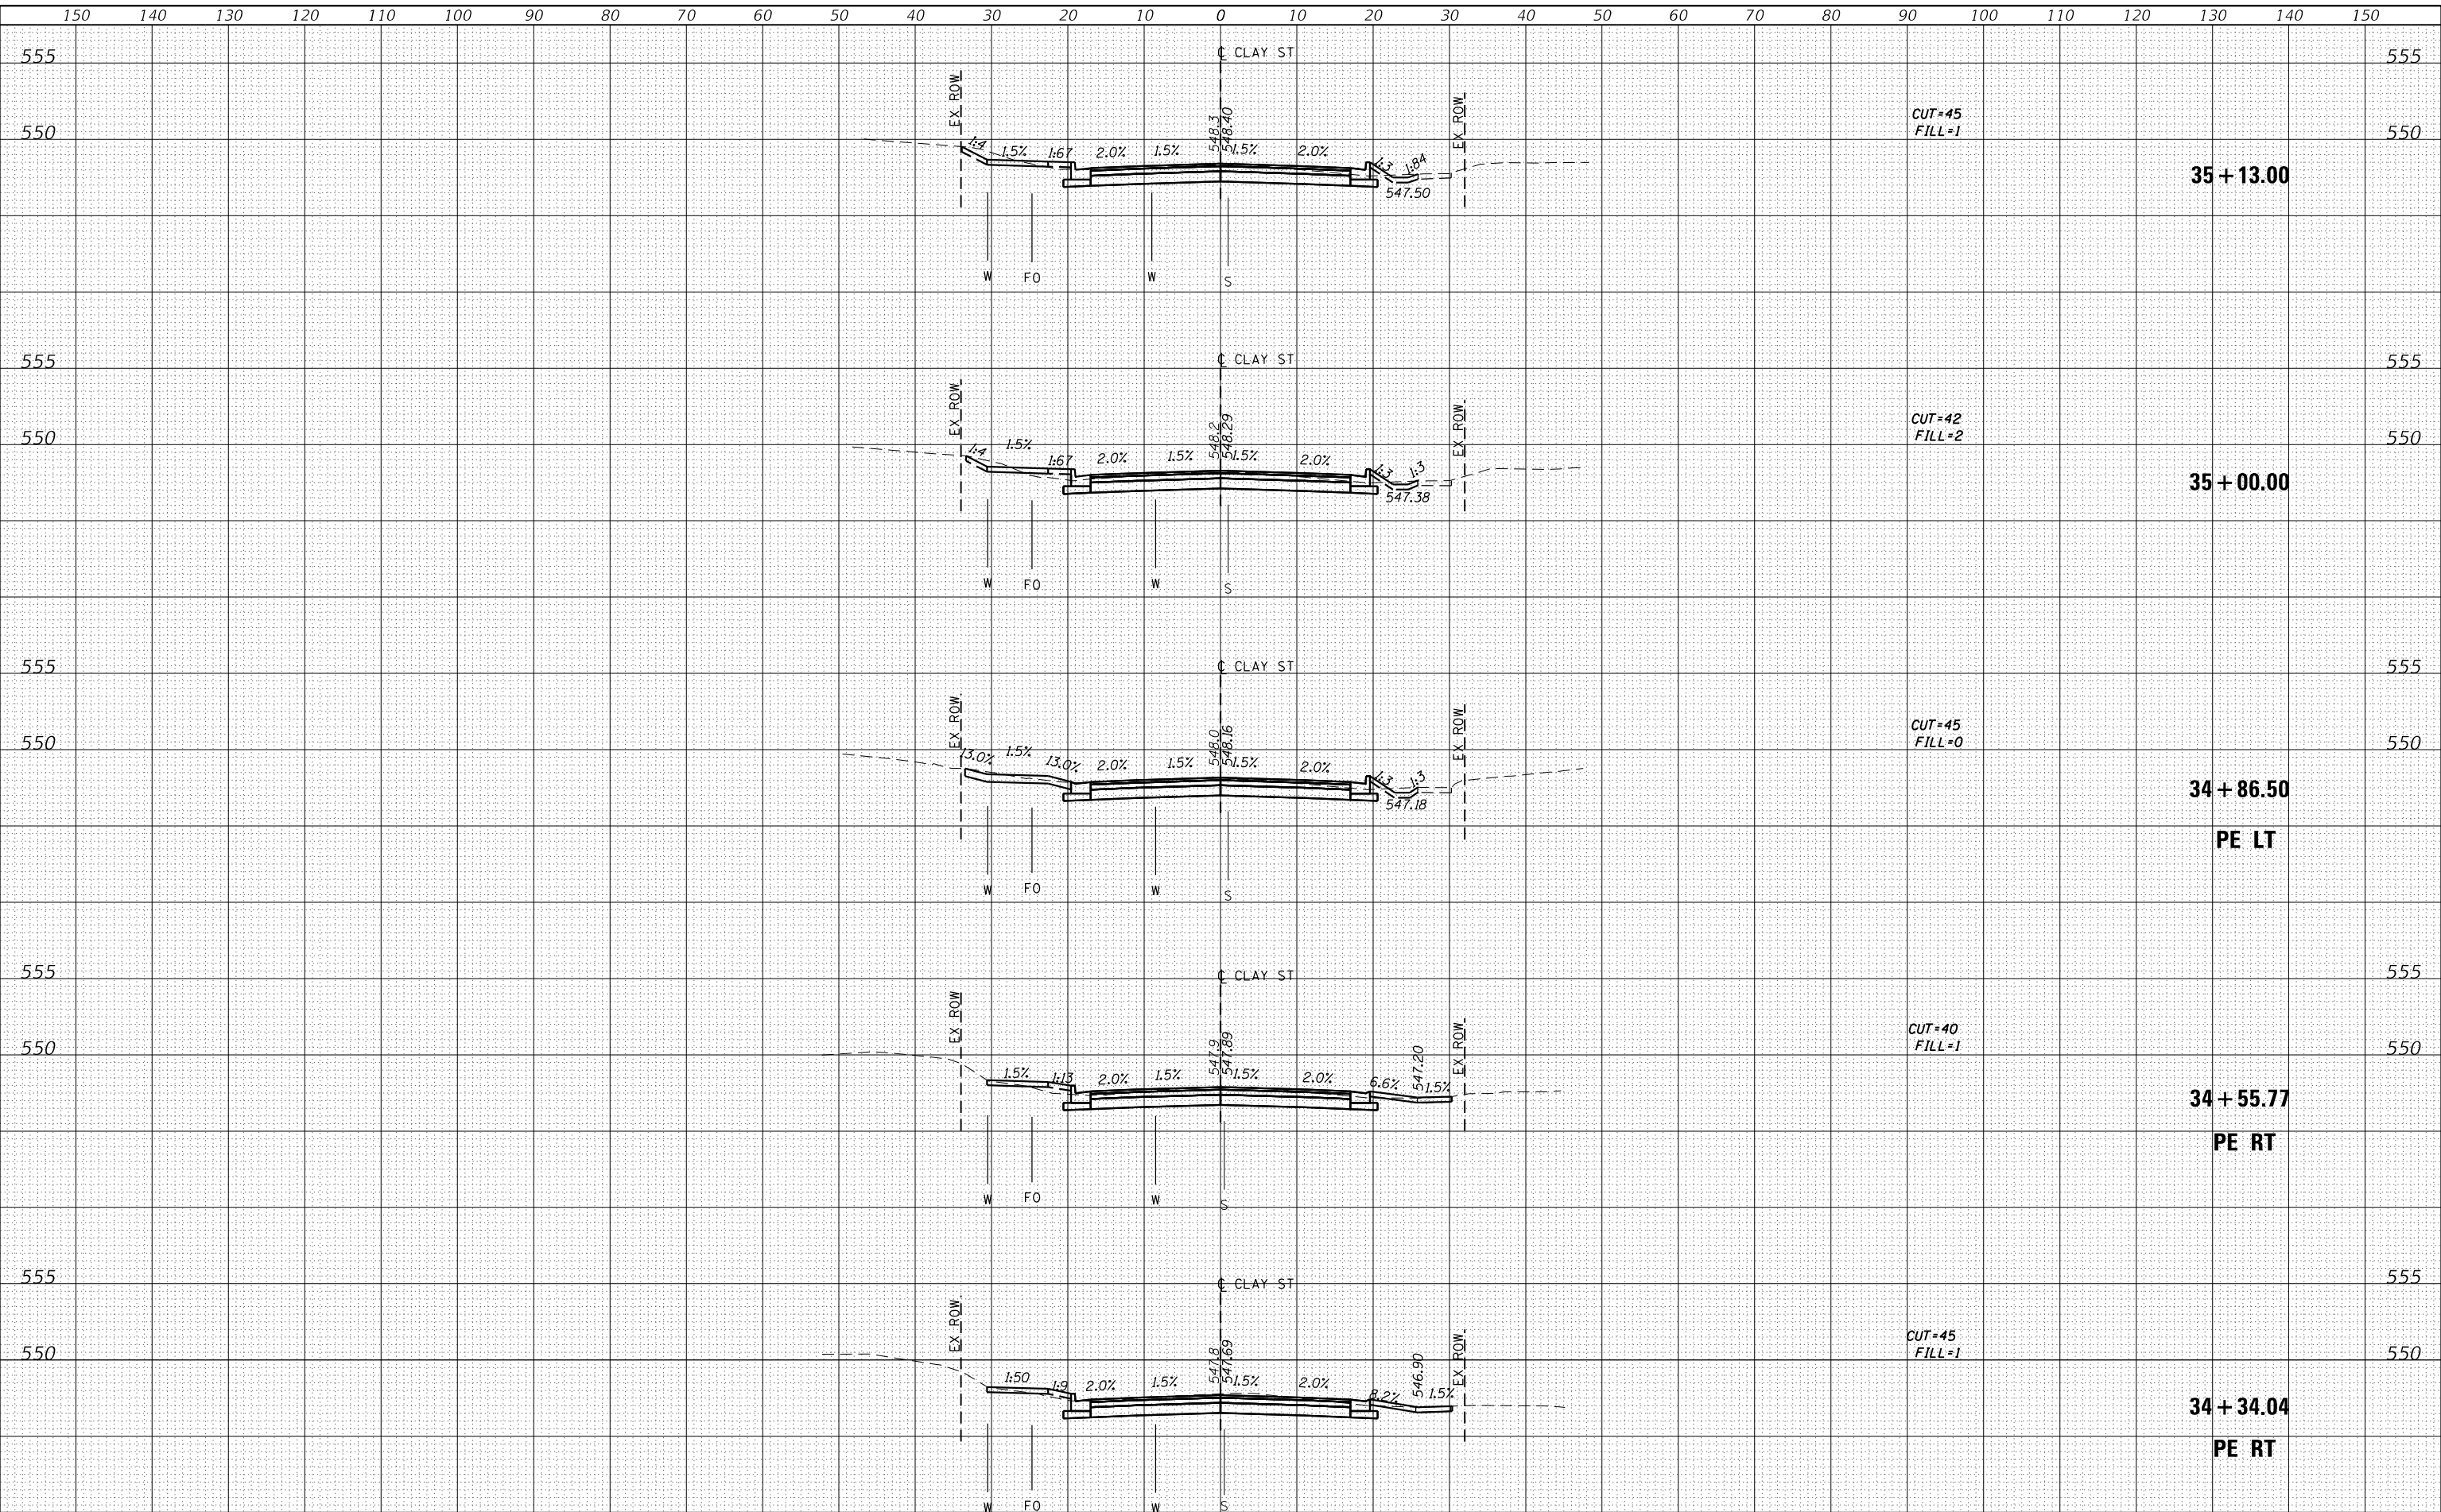 150 140 130 120 110 100 90 80 70 60 50 40 30 20 10 0 10 20 30 40 50 60 70 80 90 100 110 120 130 140 150
℄ CLAY ST
555 555
EX ROW EX ROW
CUT=45
FILL=1
550 550
548.3 548.40
1:4 1.5% 1:67 2.0% 1.5% 1.5% 2.0% 1:3 1:84
547.50
35+13.00
W FO W S
℄ CLAY ST
555 555
EX ROW EX ROW
CUT=42
FILL=2
550 550
548.2 548.29
1:4 1.5% 1:67 2.0% 1.5% 1.5% 2.0% 1:3 1:3
547.38
35+00.00
W FO W S
℄ CLAY ST
555 555
EX ROW EX ROW
CUT=45
FILL=0
550 550
548.0 548.16
13.0% 1.5% 13.0% 2.0% 1.5% 1.5% 2.0% 1:3 1:3
547.18
34+86.50
PE LT
W FO W S
℄ CLAY ST
555 555
EX ROW EX ROW
CUT=40
FILL=1
550 550
547.9 547.89 547.20
1.5% 1:13 2.0% 1.5% 1.5% 2.0% 6.6% 1.5%
34+55.77
PE RT
W FO W S
℄ CLAY ST
555 555
EX ROW EX ROW
CUT=45
FILL=1
550 550
547.8 547.69 546.90
1:50 1:9 2.0% 1.5% 1.5% 2.0% 8.2% 1.5%
34+34.04
PE RT
W FO W S